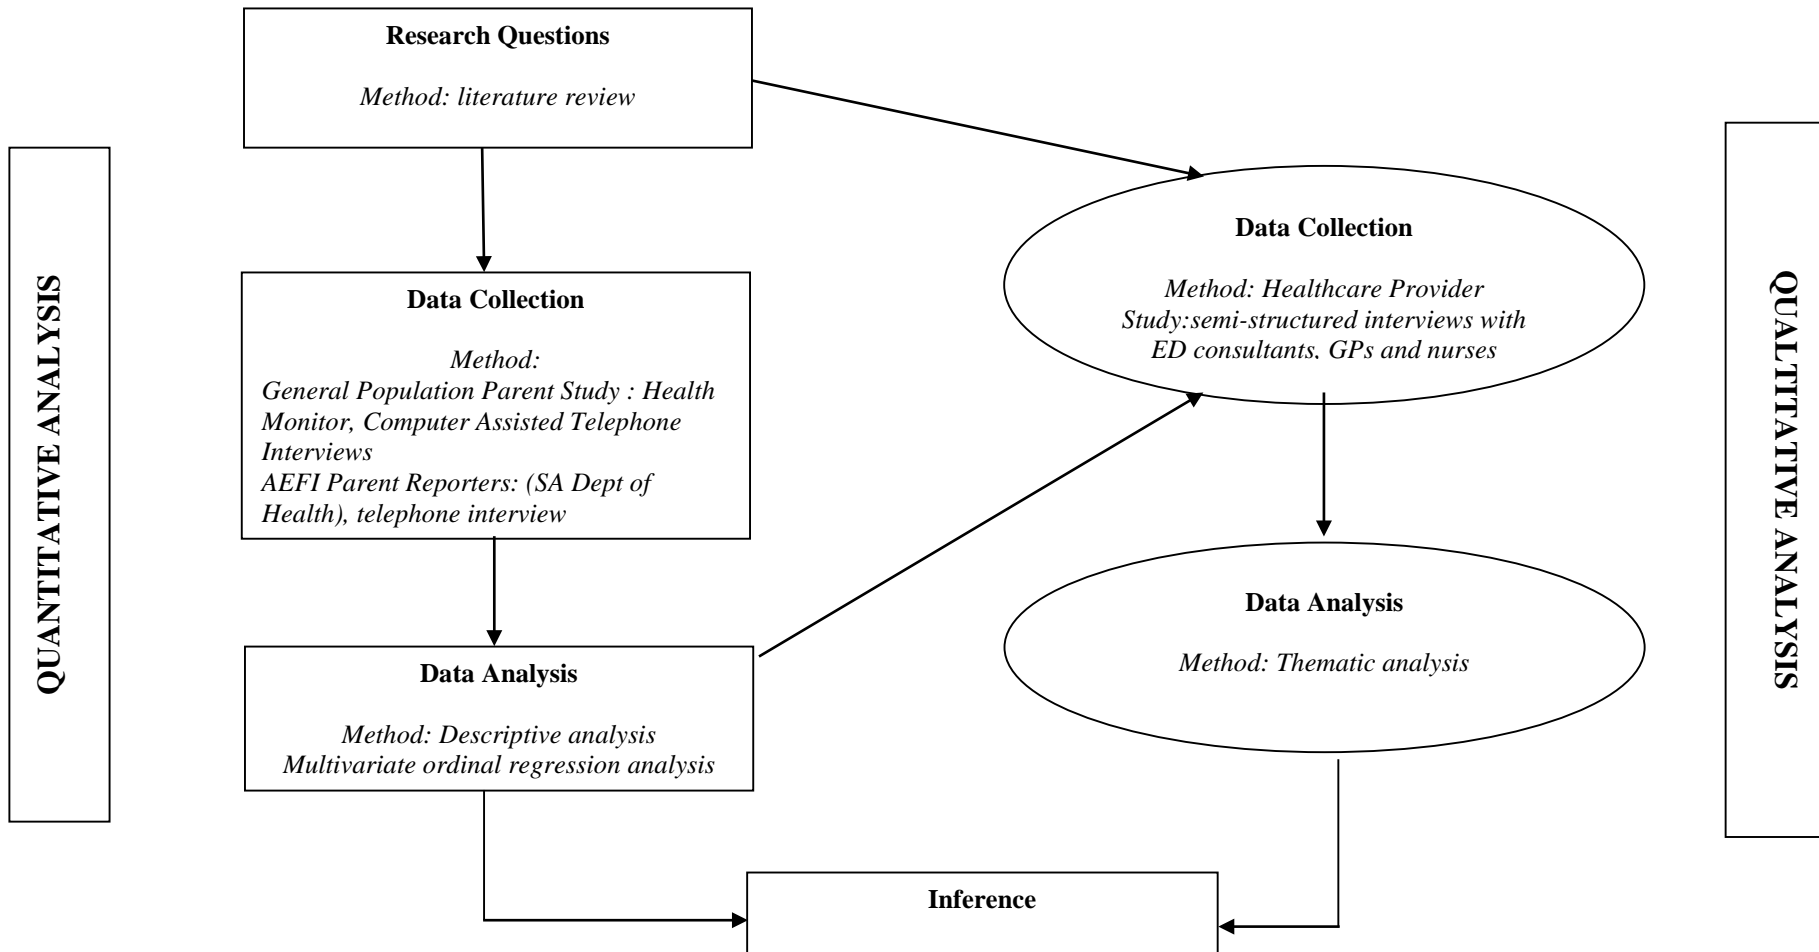 Research Questions
Method: literature review
QUANTITATIVE ANALYSIS
Data Collection
Method:
General Population Parent Study : Health
Monitor, Computer Assisted Telephone
Interviews
AEFI Parent Reporters: (SA Dept of
Health), telephone interview
Data Analysis
Method: Descriptive analysis
Multivariate ordinal regression analysis
Data Collection
Method: Healthcare Provider
Study:semi-structured interviews with
ED consultants, GPs and nurses
Data Analysis
Method: Thematic analysis
QUALTITATIVE ANALYSIS
Inference